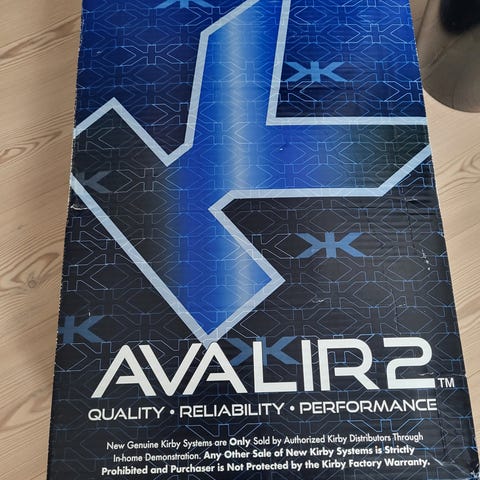 AVALIR 2™
QUALITY • RELIABILITY • PERFORMANCE
New Genuine Kirby Systems are Only Sold by Authorized Kirby Distributors Through
In-home Demonstration. Any Other Sale of New Kirby Systems is Strictly
Prohibited and Purchaser is Not Protected by the Kirby Factory Warranty.